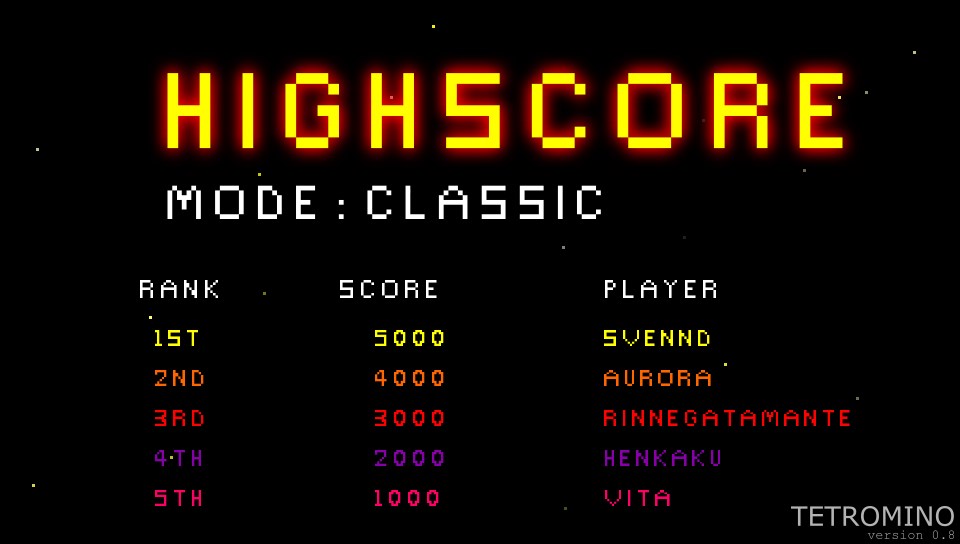 HIGHSCORE
MODE:CLASSIC
RANK SCORE PLAYER
1ST 5000 SVENND
2ND 4000 AURORA
3RD 3000 RINNEGATAMANTE
4TH 2000 HENKAKU
5TH 1000 VITA
TETROMINO
version 0.8